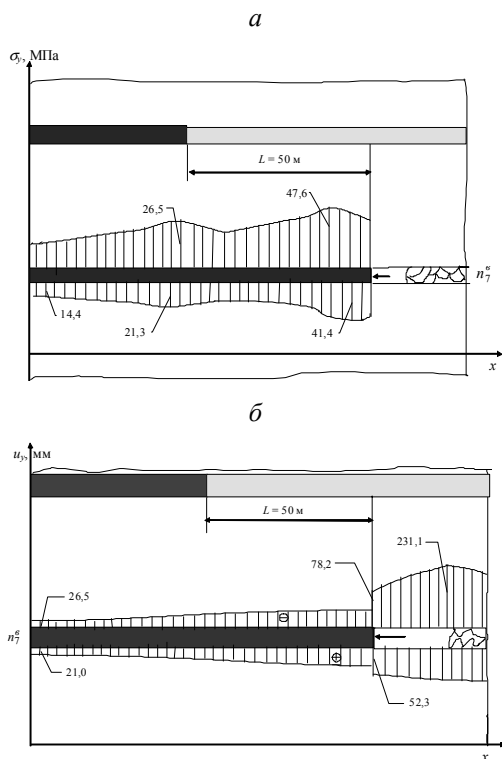 а
σy, МПа
L = 50 м
26,5
47,6
n7в
14,4
21,3
41,4
x
б
uy, мм
L = 50 м
78,2
231,1
26,5
⊖
n7в
21,0
⊕
52,3
x